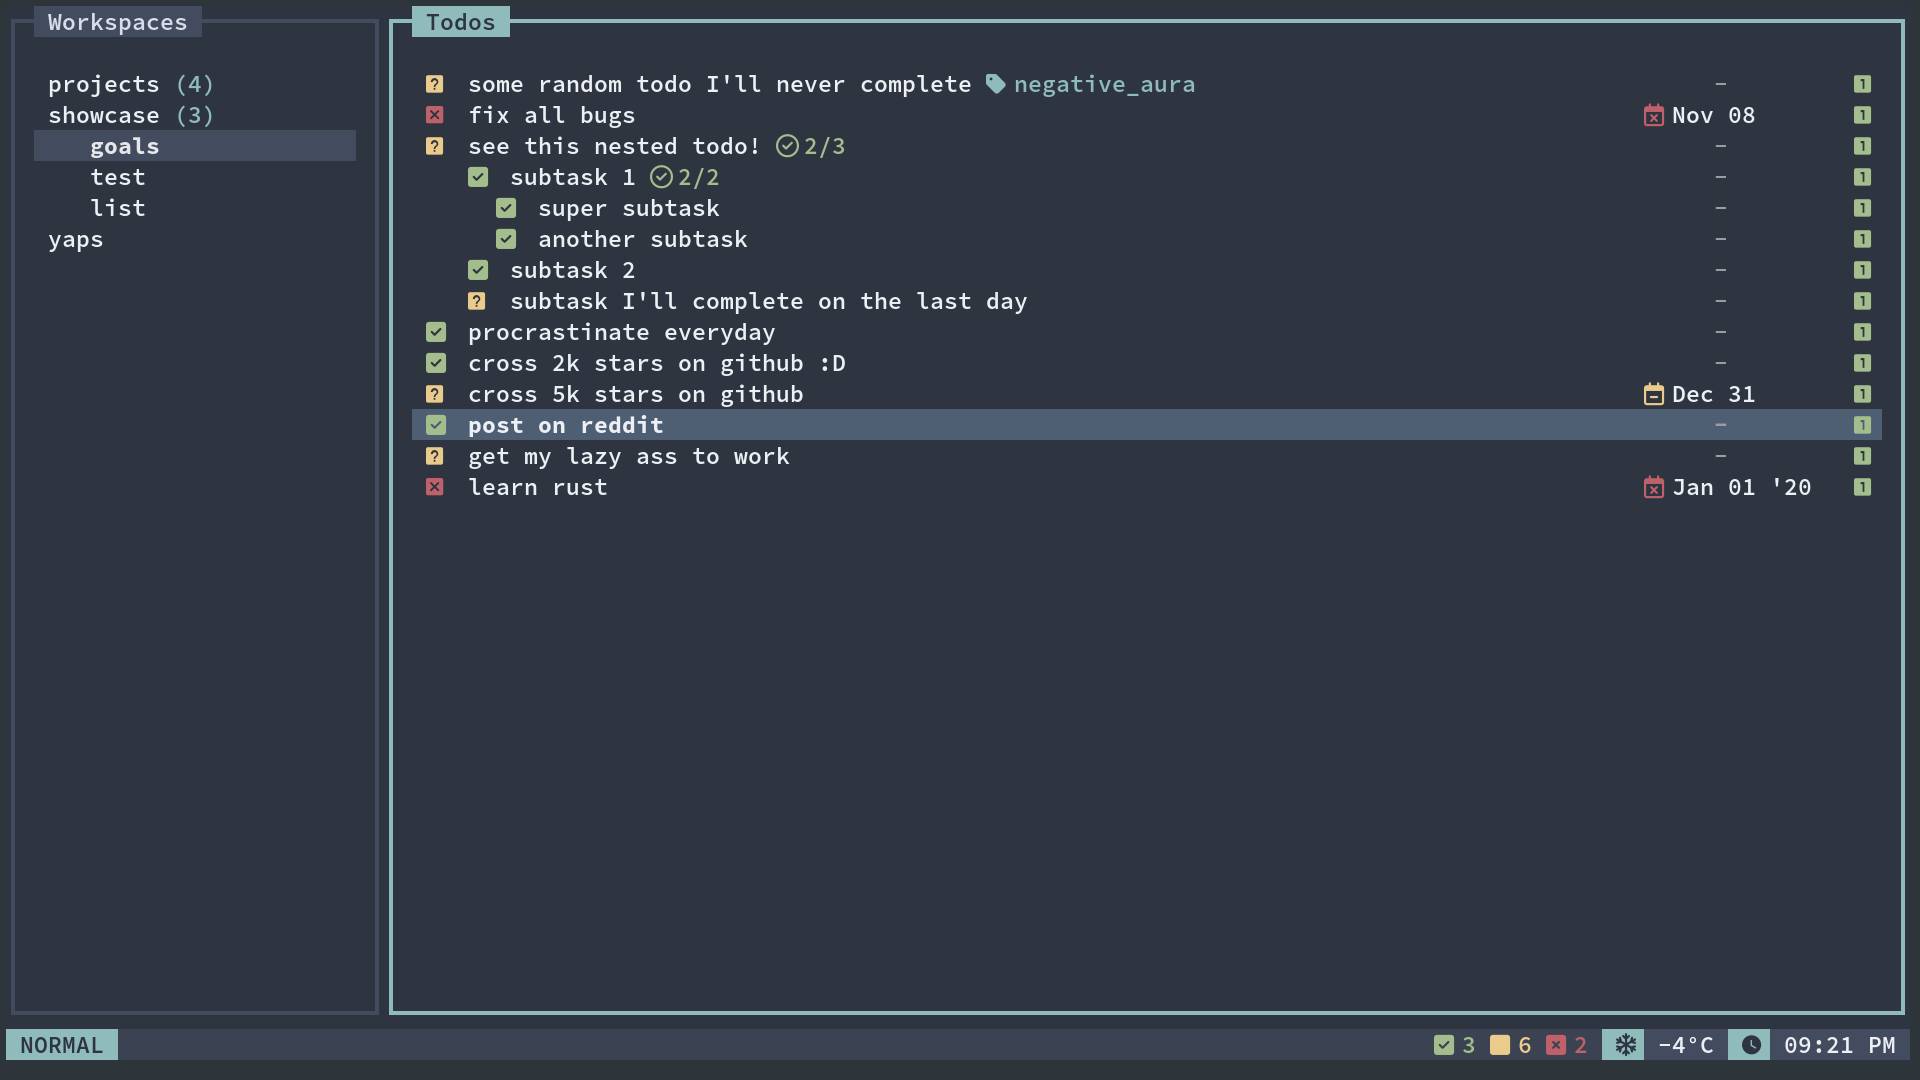 Workspaces
projects (4)
showcase (3)
goals
test
list
yaps
Todos
? some random todo I'll never complete negative_aura – 1
fix all bugs Nov 08 1
? see this nested todo! 2/3 – 1
subtask 1 2/2 – 1
super subtask – 1
another subtask – 1
subtask 2 – 1
? subtask I'll complete on the last day – 1
procrastinate everyday – 1
cross 2k stars on github :D – 1
? cross 5k stars on github Dec 31 1
post on reddit – 1
? get my lazy ass to work – 1
learn rust Jan 01 '20 1
NORMAL 3 6 2 −4°C 09:21 PM